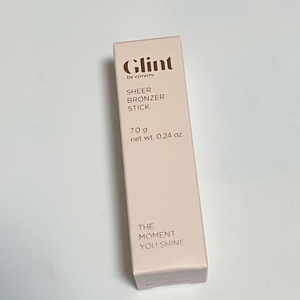 Glint
by VDIVOV
SHEER
BRONZER
STICK
7.0 g
net wt. 0.24 oz.
THE
MOMENT
YOU SHINE